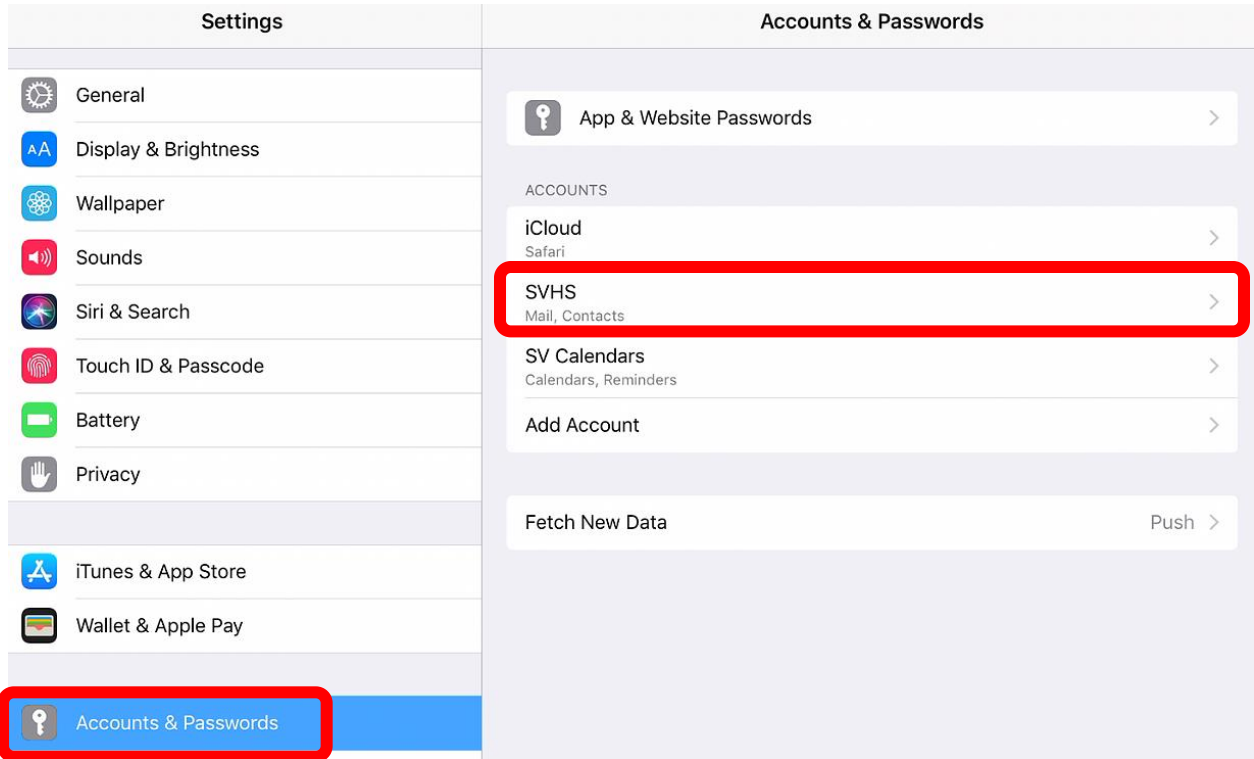 Settings
General
AA
Display & Brightness
Wallpaper
Sounds
Siri & Search
Touch ID & Passcode
Battery
Privacy
iTunes & App Store
Wallet & Apple Pay
Accounts & Passwords
Accounts & Passwords
App & Website Passwords
ACCOUNTS
iCloud
Safari
SVHS
Mail, Contacts
SV Calendars
Calendars, Reminders
Add Account
Fetch New Data Push